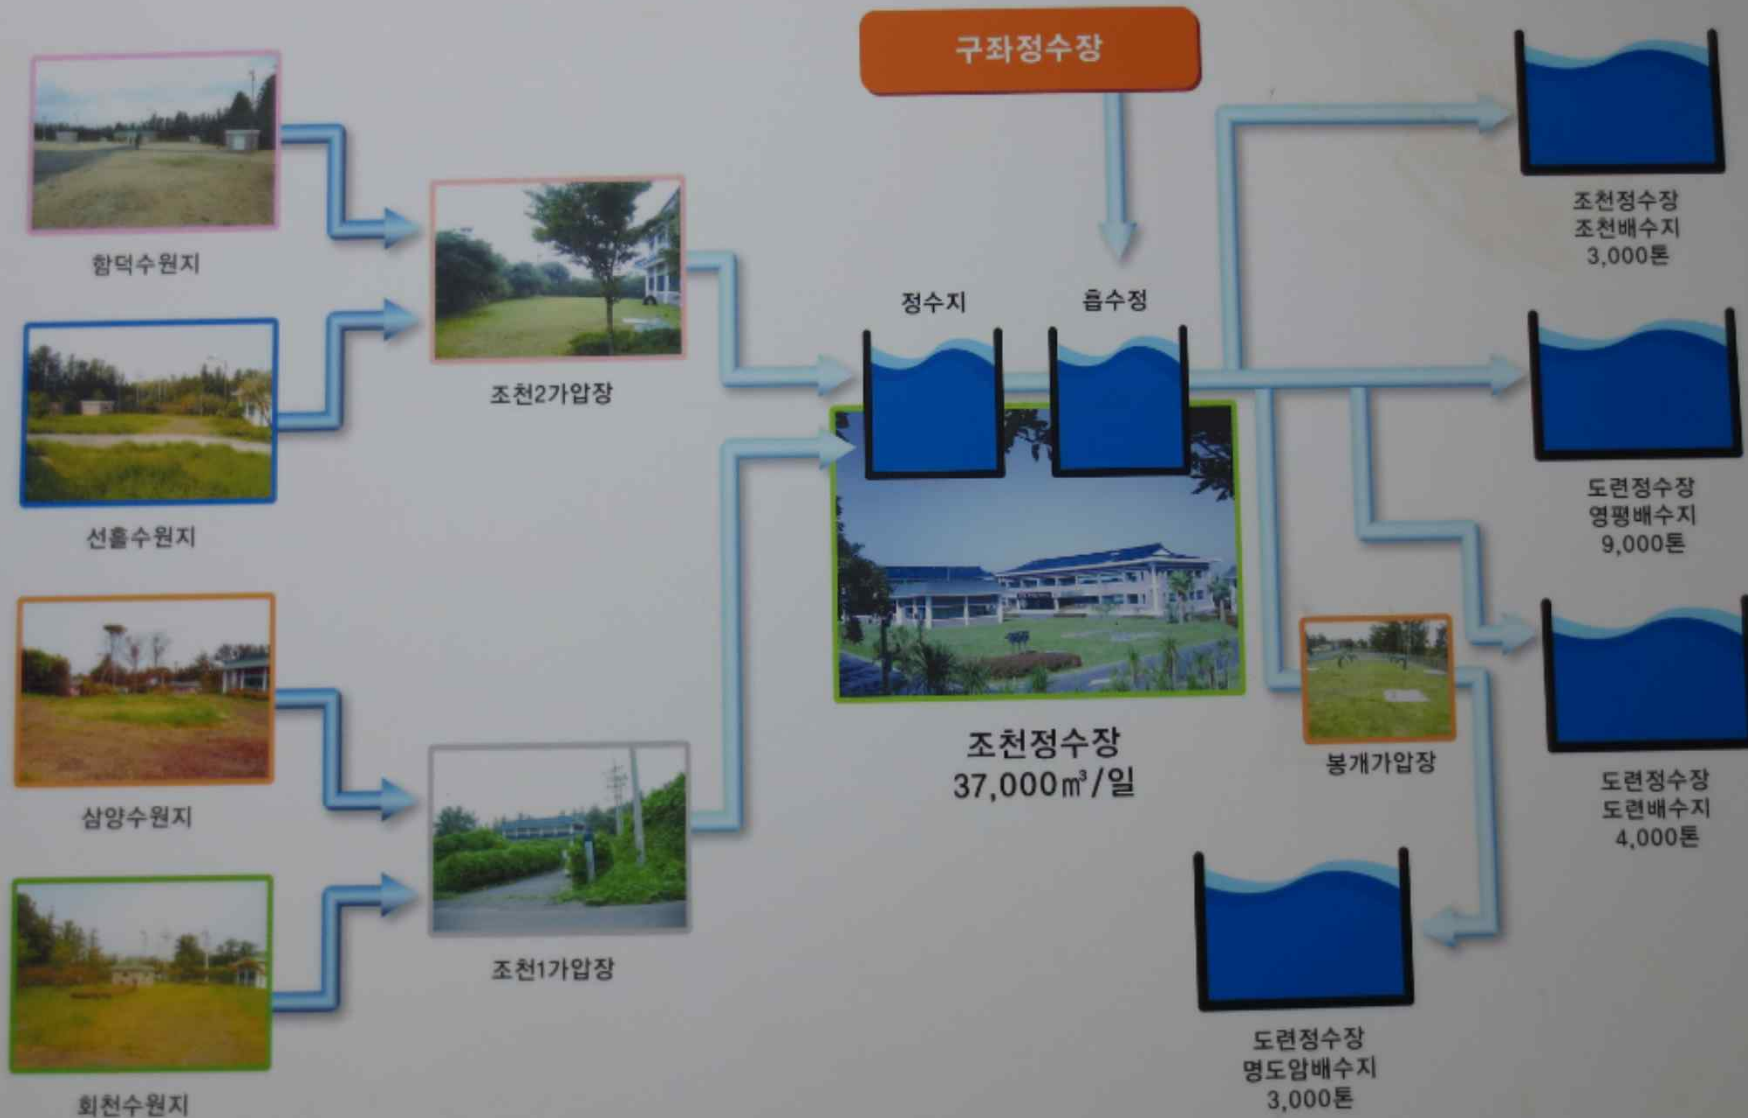 구좌정수장
함덕수원지
선흘수원지
삼양수원지
회천수원지
조천2가압장
조천1가압장
정수지
흡수정
조천정수장
37,000㎥/일
봉개가압장
조천정수장
조천배수지
3,000톤
도련정수장
영평배수지
9,000톤
도련정수장
도련배수지
4,000톤
도련정수장
명도암배수지
3,000톤